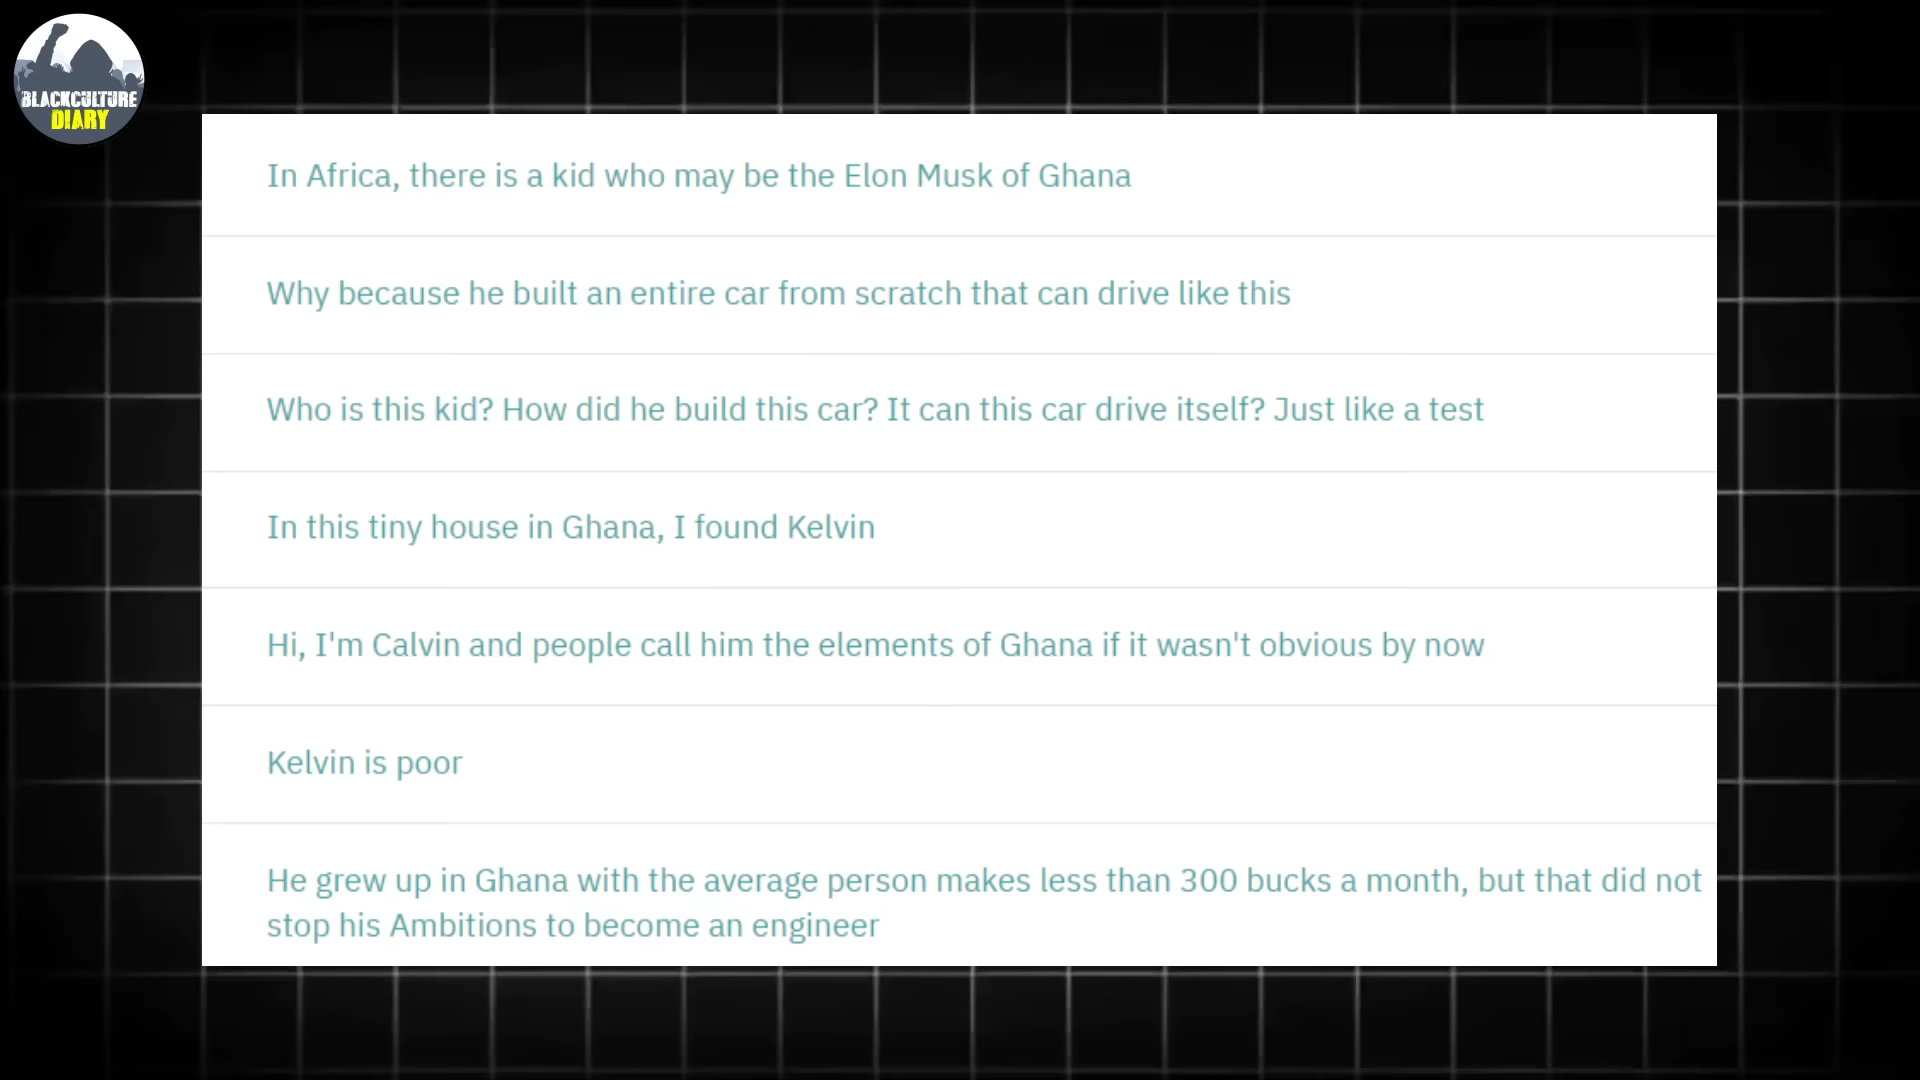 BLACKCULTURE
DIARY
In Africa, there is a kid who may be the Elon Musk of Ghana
Why because he built an entire car from scratch that can drive like this
Who is this kid? How did he build this car? It can this car drive itself? Just like a test
In this tiny house in Ghana, I found Kelvin
Hi, I'm Calvin and people call him the elements of Ghana if it wasn't obvious by now
Kelvin is poor
He grew up in Ghana with the average person makes less than 300 bucks a month, but that did not
stop his Ambitions to become an engineer